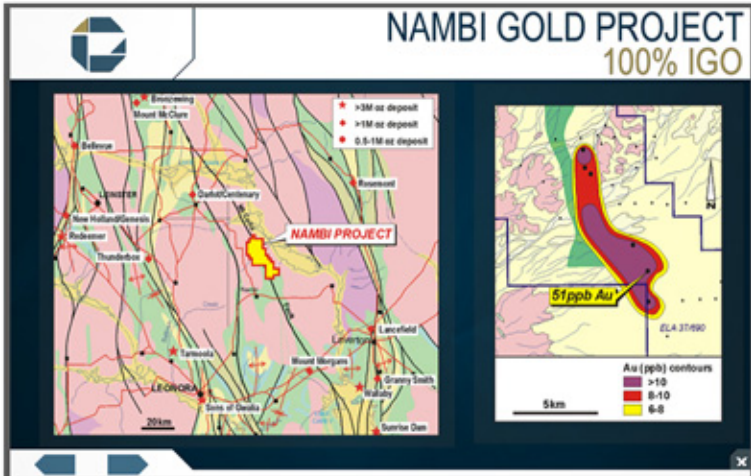 NAMBI GOLD PROJECT
100% IGO
Bronzewing
Mount McClure
>3M oz deposit
>1M oz deposit
0.5-1M oz deposit
Bellevue
LEINSTER
Darlot/Centenary
Rosemont
New Holland/Genesis
Redeemer
NAMBI PROJECT
Thunderbox
Lancefield
Laverton
Tarmoola
Mount Morgans
LEONORA
Granny Smith
Wallaby
Sons of Gwalia
20km
Sunrise Dam
N
51ppb Au
ELA 37/690
Au (ppb) contours
>10
8-10
6-8
5km